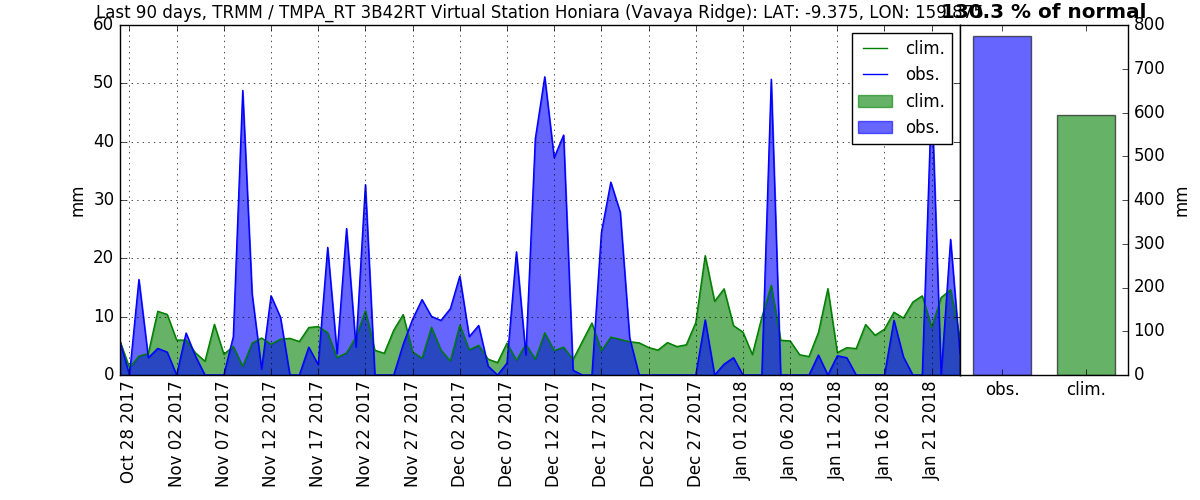 Last 90 days, TRMM / TMPA_RT 3B42RT Virtual Station Honiara (Vavaya Ridge): LAT: -9.375, LON:
130.3 % of normal
60
50
40
30
20
10
0
mm
clim.
obs.
clim.
obs.
Oct 28 2017
Nov 02 2017
Nov 07 2017
Nov 12 2017
Nov 17 2017
Nov 22 2017
Nov 27 2017
Dec 02 2017
Dec 07 2017
Dec 12 2017
Dec 17 2017
Dec 22 2017
Dec 27 2017
Jan 01 2018
Jan 06 2018
Jan 11 2018
Jan 16 2018
Jan 21 2018
800
700
600
500
400
300
200
100
0
mm
obs.
clim.